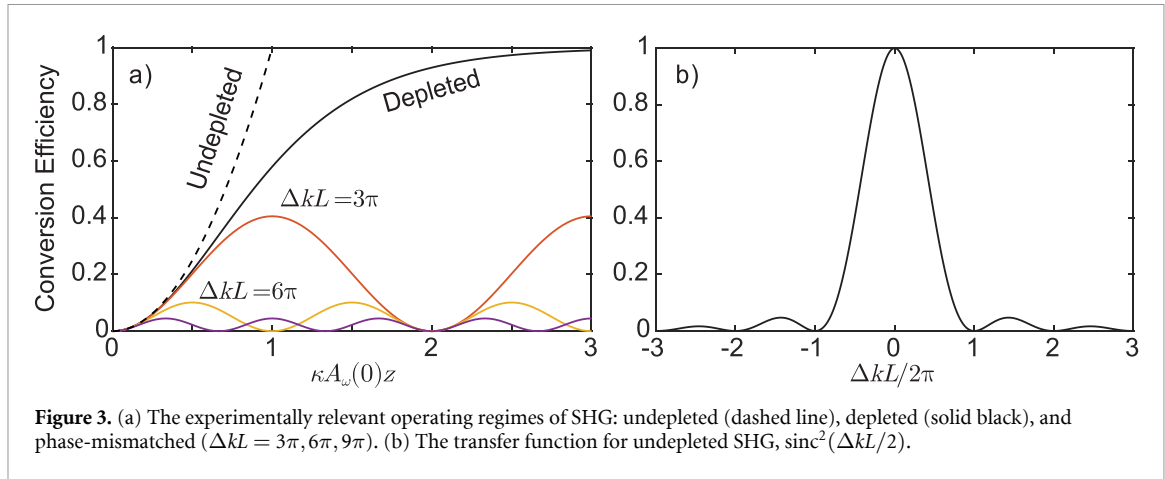 a)
Conversion Efficiency
1
0.8
0.6
0.4
0.2
0
Undepleted
Depleted
ΔkL=3π
ΔkL=6π
0 1 2 3
κA_ω(0)z
b)
1
0.8
0.6
0.4
0.2
0
-3 -2 -1 0 1 2 3
ΔkL/2π
Figure 3. (a) The experimentally relevant operating regimes of SHG: undepleted (dashed line), depleted (solid black), and
phase-mismatched (ΔkL = 3π,6π,9π). (b) The transfer function for undepleted SHG, sinc²(ΔkL/2).